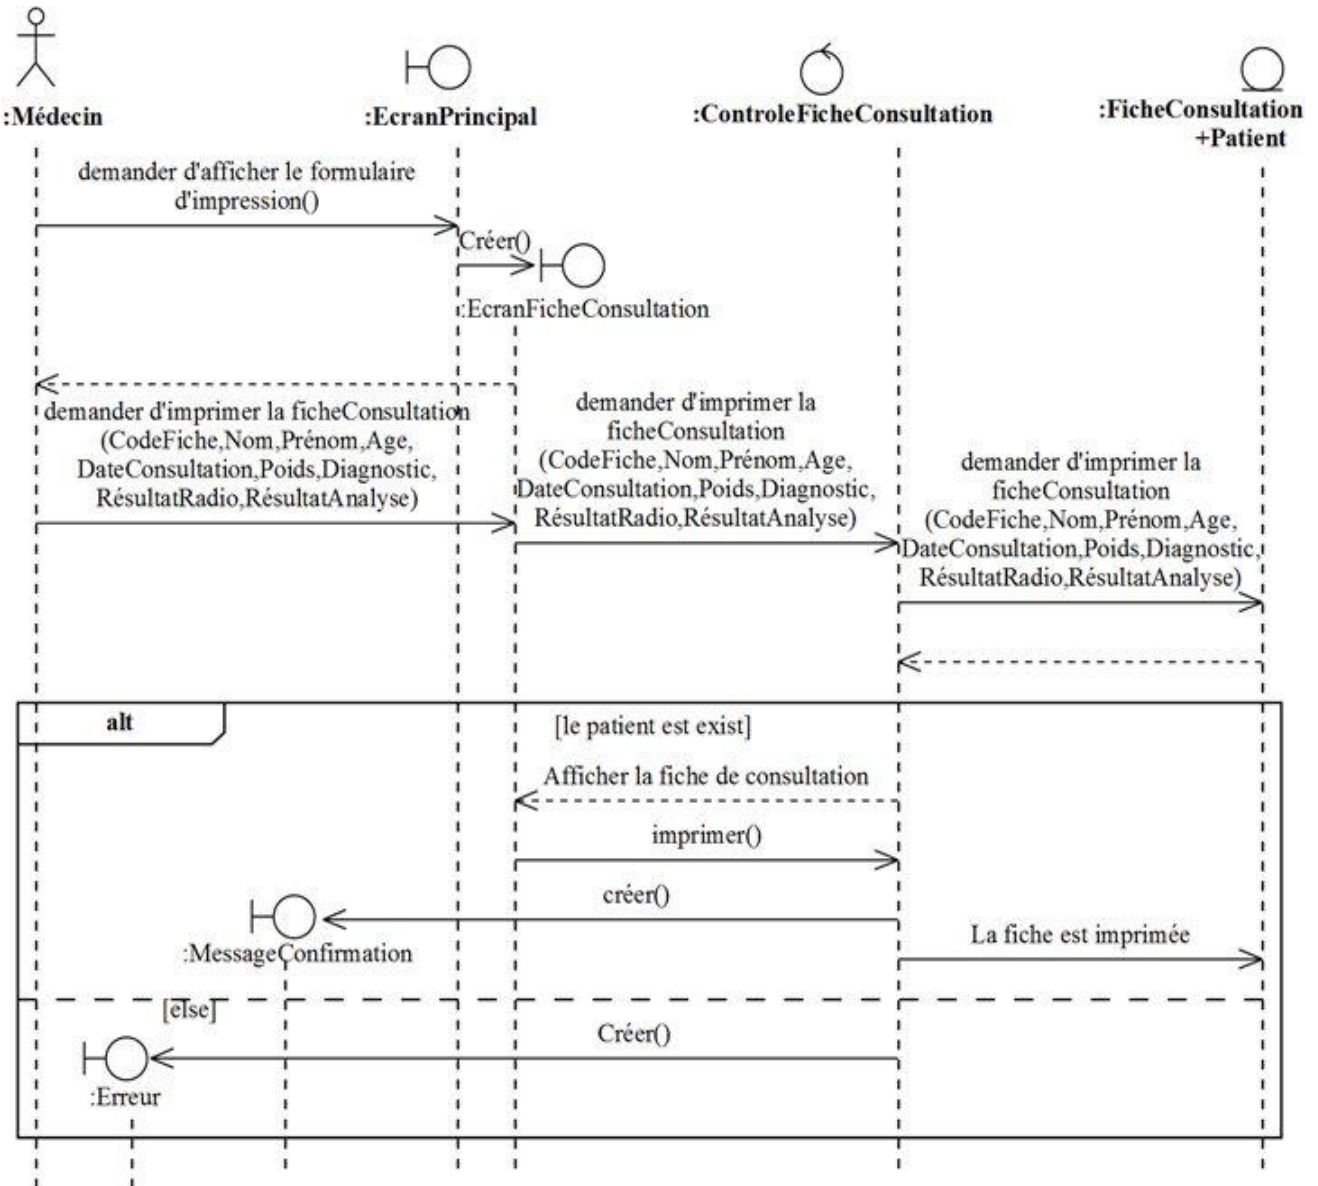 :Médecin
:EcranPrincipal
:ControleFicheConsultation
:FicheConsultation
+Patient
demander d'afficher le formulaire
d'impression()
Créer()
:EcranFicheConsultation
demander d'imprimer la ficheConsultation
(CodeFiche,Nom,Prénom,Age,
DateConsultation,Poids,Diagnostic,
RésultatRadio,RésultatAnalyse)
demander d'imprimer la
ficheConsultation
(CodeFiche,Nom,Prénom,Age,
DateConsultation,Poids,Diagnostic,
RésultatRadio,RésultatAnalyse)
demander d'imprimer la
ficheConsultation
(CodeFiche,Nom,Prénom,Age,
DateConsultation,Poids,Diagnostic,
RésultatRadio,RésultatAnalyse)
alt
[le patient est exist]
Afficher la fiche de consultation
imprimer()
créer()
:MessageConfirmation
La fiche est imprimée
[else]
Créer()
:Erreur